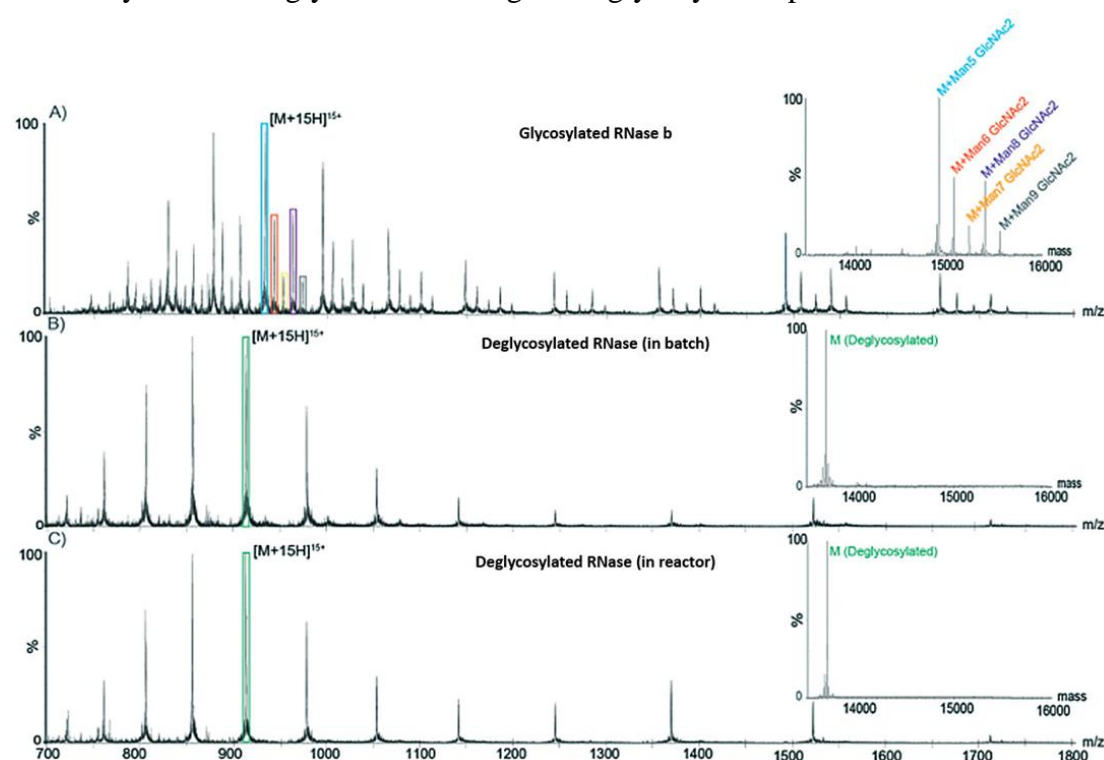 A)
[M+15H]15+
Glycosylated RNase b
100
%
0
m/z
100
%
0
M+Man5 GlcNAc2
M+Man6 GlcNAc2
M+Man7 GlcNAc2
M+Man8 GlcNAc2
M+Man9 GlcNAc2
14000 15000 16000
mass
B)
[M+15H]15+
Deglycosylated RNase (in batch)
100
%
0
m/z
100
%
0
M (Deglycosylated)
14000 15000 16000
mass
C)
[M+15H]15+
Deglycosylated RNase (in reactor)
100
%
0
m/z
100
%
0
M (Deglycosylated)
14000 15000 16000
mass
700 800 900 1000 1100 1200 1300 1400 1500 1600 1700 1800